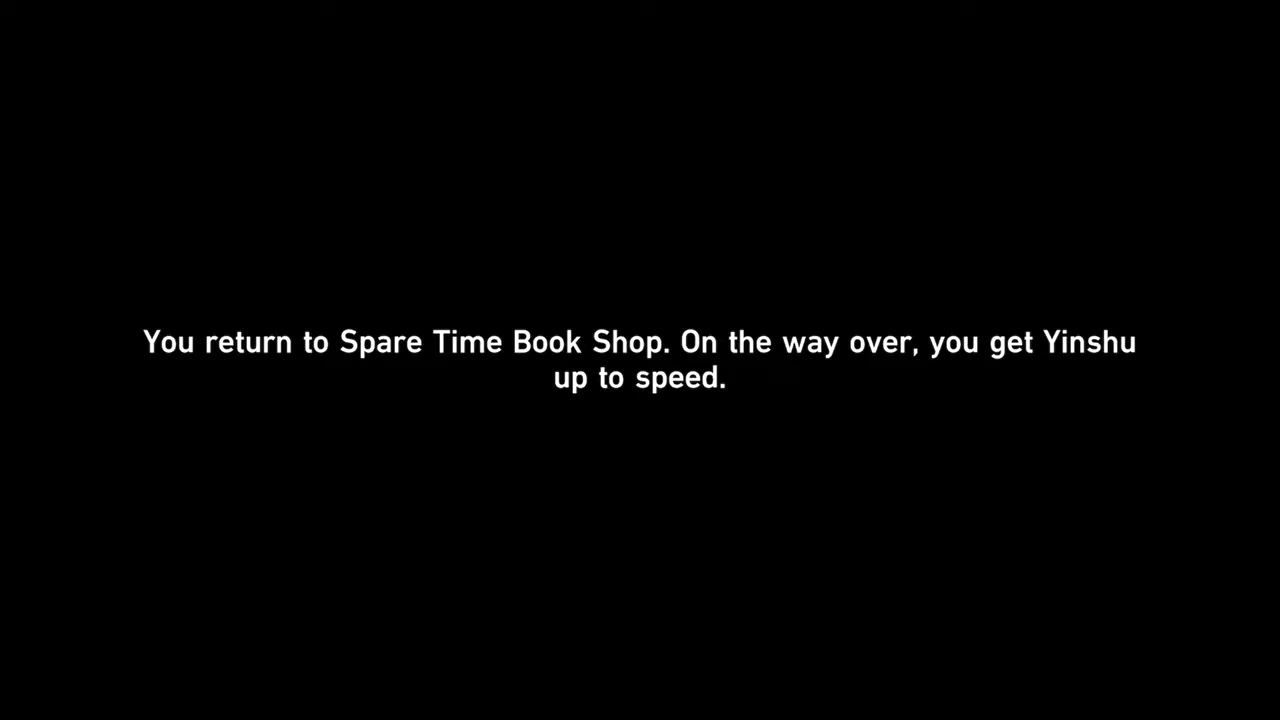 You return to Spare Time Book Shop. On the way over, you get Yinshu
up to speed.